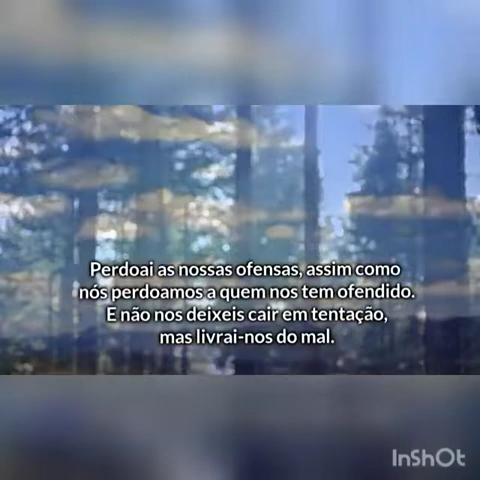 Perdoai as nossas ofensas, assim como
nós perdoamos a quem nos tem ofendido.
E não nos deixeis cair em tentação,
mas livrai-nos do mal.
InShOt